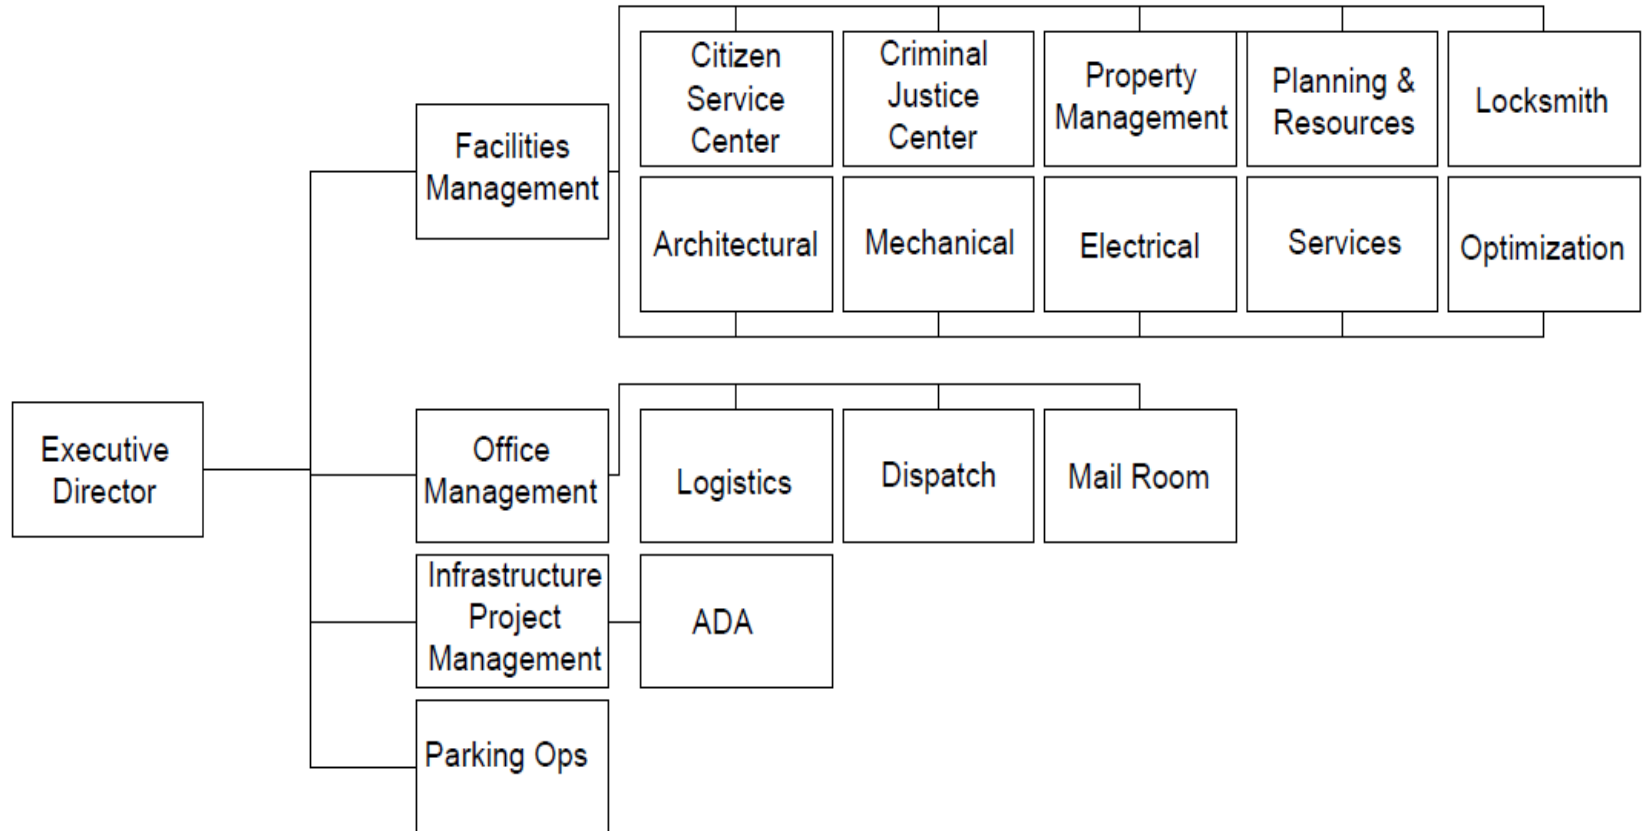 Citizen
Service
Center
Criminal
Justice
Center
Property
Management
Planning &
Resources
Locksmith
Facilities
Management
Architectural
Mechanical
Electrical
Services
Optimization
Executive
Director
Office
Management
Logistics
Dispatch
Mail Room
Infrastructure
Project
Management
ADA
Parking Ops